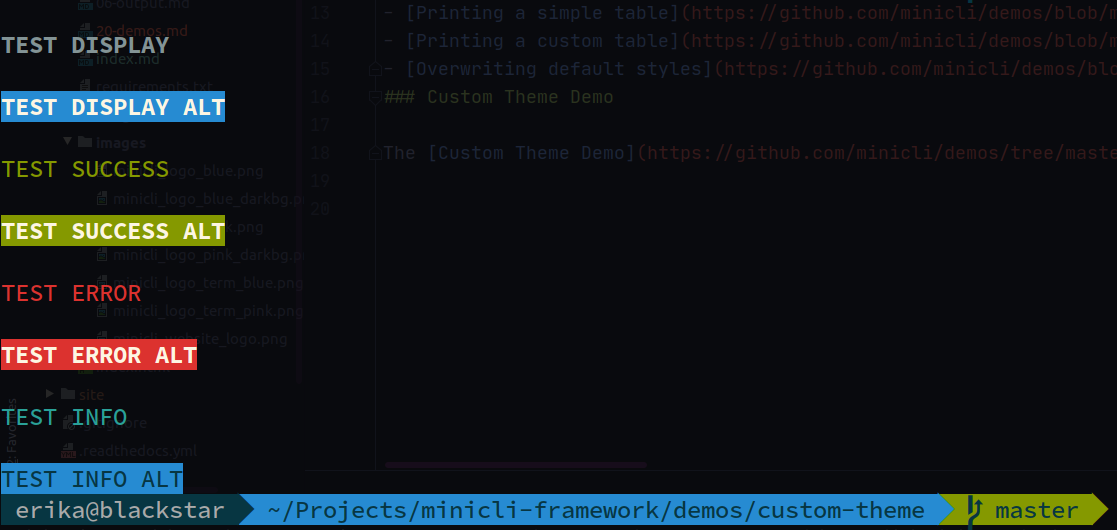 06-output.md
20-demos.md
index.md
requirements.txt
images
_logo_blue.png
minicli_logo_blue_darkbg.p
k.png
minicli_logo_pink_darkbg.pn
minicli_logo_term_blue.png
minicli_logo_term_pink.png
site_logo.png
site
.readthedocs.yml
Favorites
13 - [Printing a simple table](https://github.com/minicli/demos/blob/m
14 - [Printing a custom table](https://github.com/minicli/demos/blob/m
15 - [Overwriting default styles](https://github.com/minicli/demos/blo
16 ### Custom Theme Demo
17
18 The [Custom Theme Demo](https://github.com/minicli/demos/tree/maste
19
20
TEST DISPLAY
TEST DISPLAY ALT
TEST SUCCESS
TEST SUCCESS ALT
TEST ERROR
TEST ERROR ALT
TEST INFO
TEST INFO ALT
erika@blackstar ~/Projects/minicli-framework/demos/custom-theme master